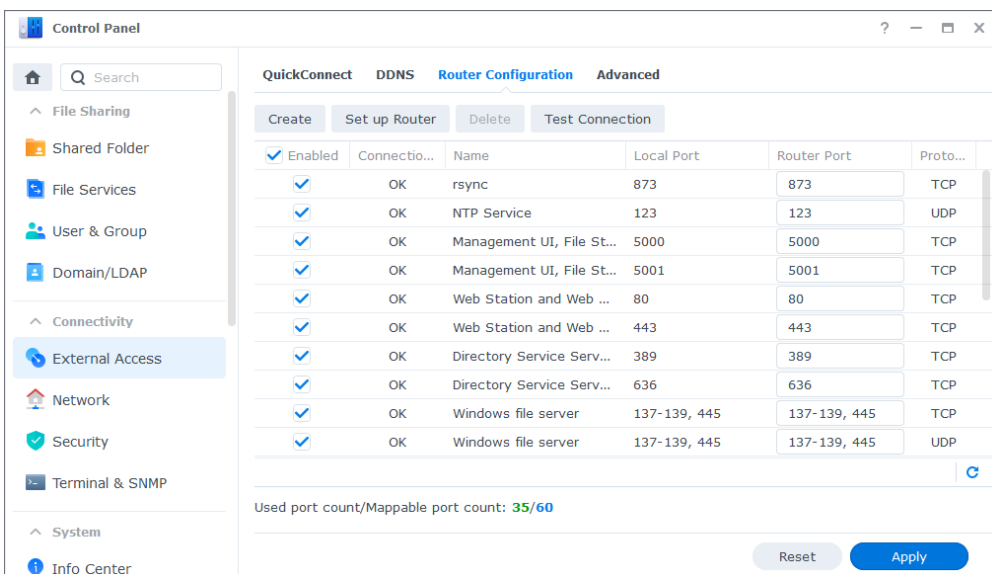 Control Panel
?
Search
QuickConnect DDNS Router Configuration Advanced
File Sharing
Shared Folder
File Services
User & Group
Domain/LDAP
Connectivity
External Access
Network
Security
Terminal & SNMP
System
Info Center
Create Set up Router Delete Test Connection
Enabled Connectio... Name Local Port Router Port Proto...
OK rsync 873 873 TCP
OK NTP Service 123 123 UDP
OK Management UI, File St... 5000 5000 TCP
OK Management UI, File St... 5001 5001 TCP
OK Web Station and Web ... 80 80 TCP
OK Web Station and Web ... 443 443 TCP
OK Directory Service Serv... 389 389 TCP
OK Directory Service Serv... 636 636 TCP
OK Windows file server 137-139, 445 137-139, 445 TCP
OK Windows file server 137-139, 445 137-139, 445 UDP
Used port count/Mappable port count: 35/60
Reset Apply